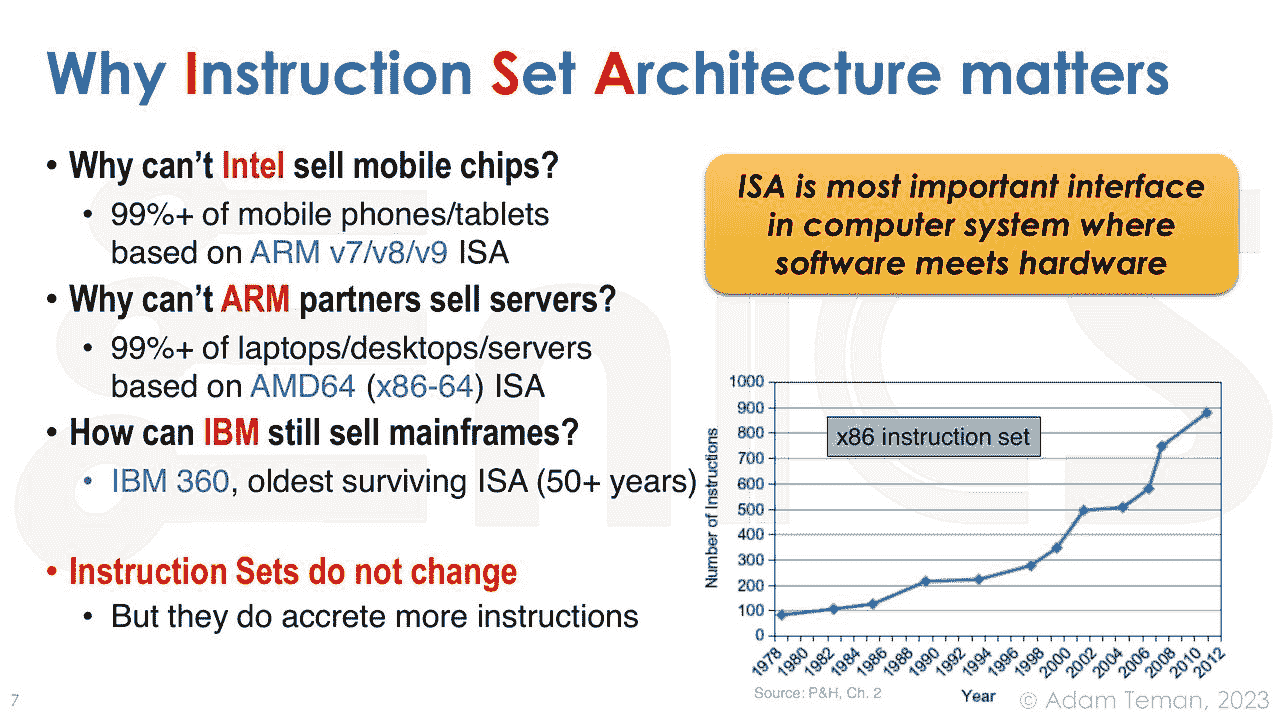 Why Instruction Set Architecture matters
• Why can't Intel sell mobile chips?
• 99%+ of mobile phones/tablets
based on ARM v7/v8/v9 ISA
• Why can't ARM partners sell servers?
• 99%+ of laptops/desktops/servers
based on AMD64 (x86-64) ISA
• How can IBM still sell mainframes?
• IBM 360, oldest surviving ISA (50+ years)
• Instruction Sets do not change
• But they do accrete more instructions
ISA is most important interface
in computer system where
software meets hardware
x86 instruction set
Number of Instructions
1000
900
800
700
600
500
400
300
200
100
0
1978
1980
1982
1984
1986
1988
1990
1992
1994
1996
1998
2000
2002
2004
2006
2008
2010
2012
Year
Source: P&H, Ch. 2
7
© Adam Teman, 2023
EnICS